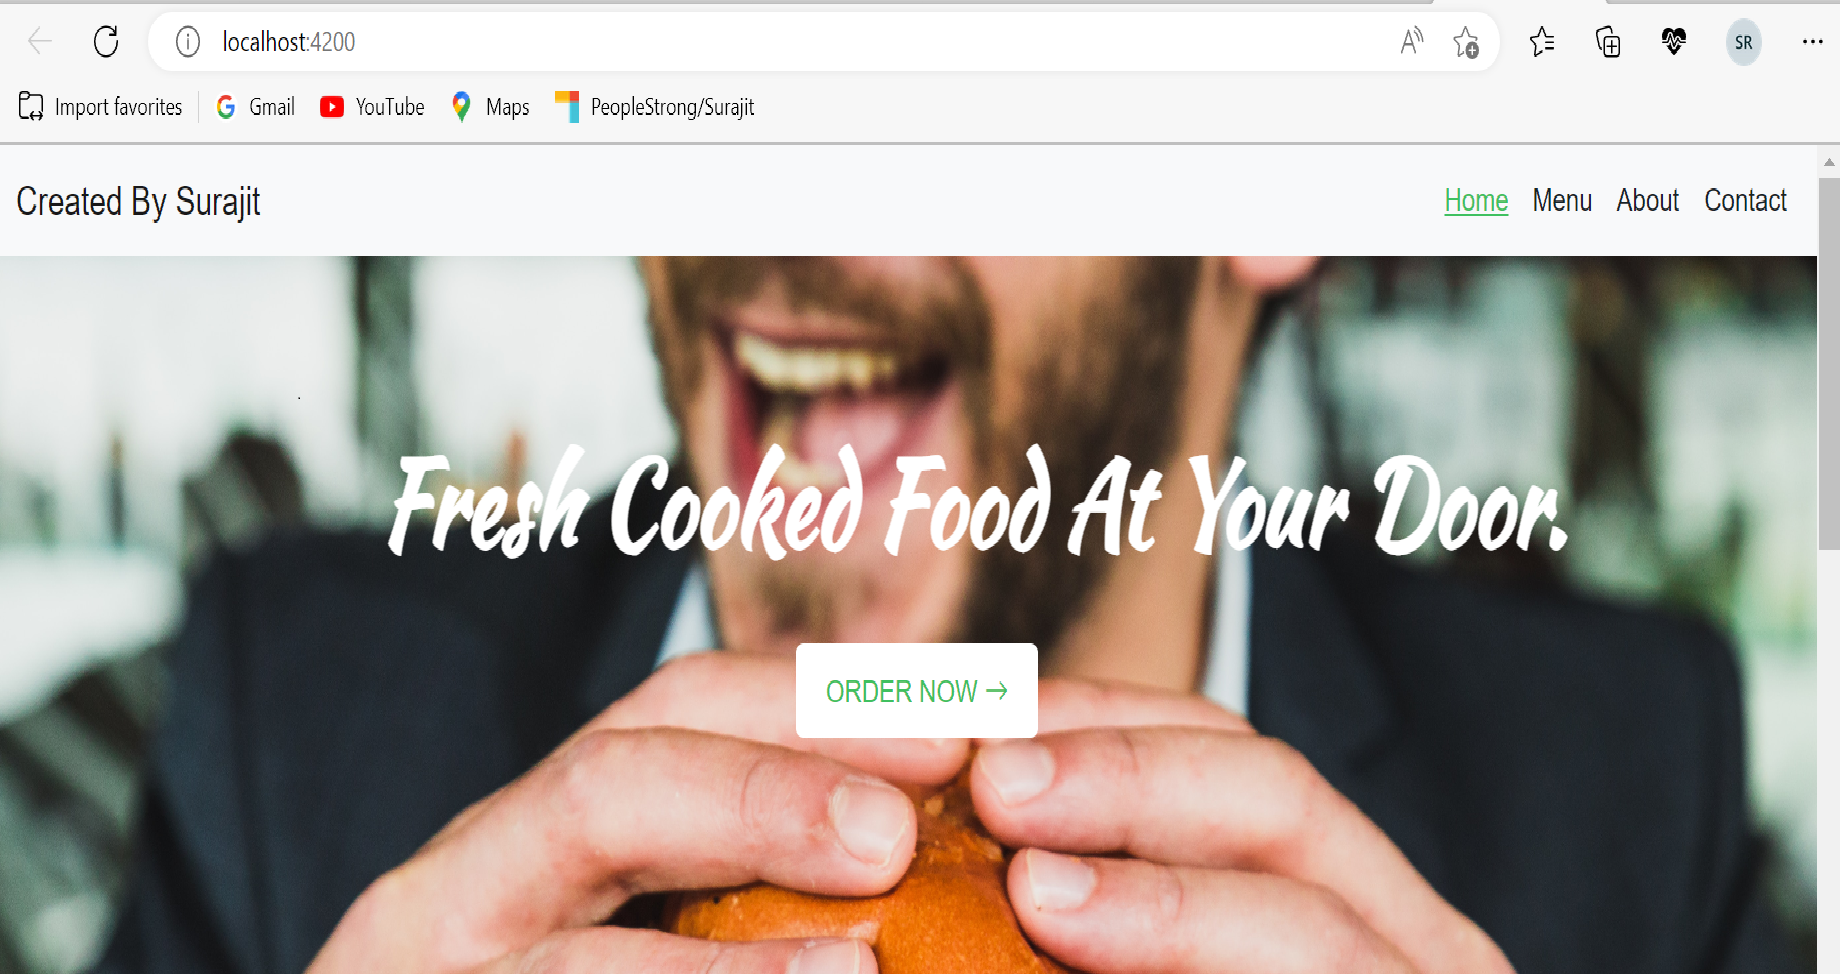 localhost:4200
SR
Import favorites
Gmail
YouTube
Maps
PeopleStrong/Surajit
Created By Surajit
Home
Menu
About
Contact
Fresh Cooked Food At Your Door.
ORDER NOW →